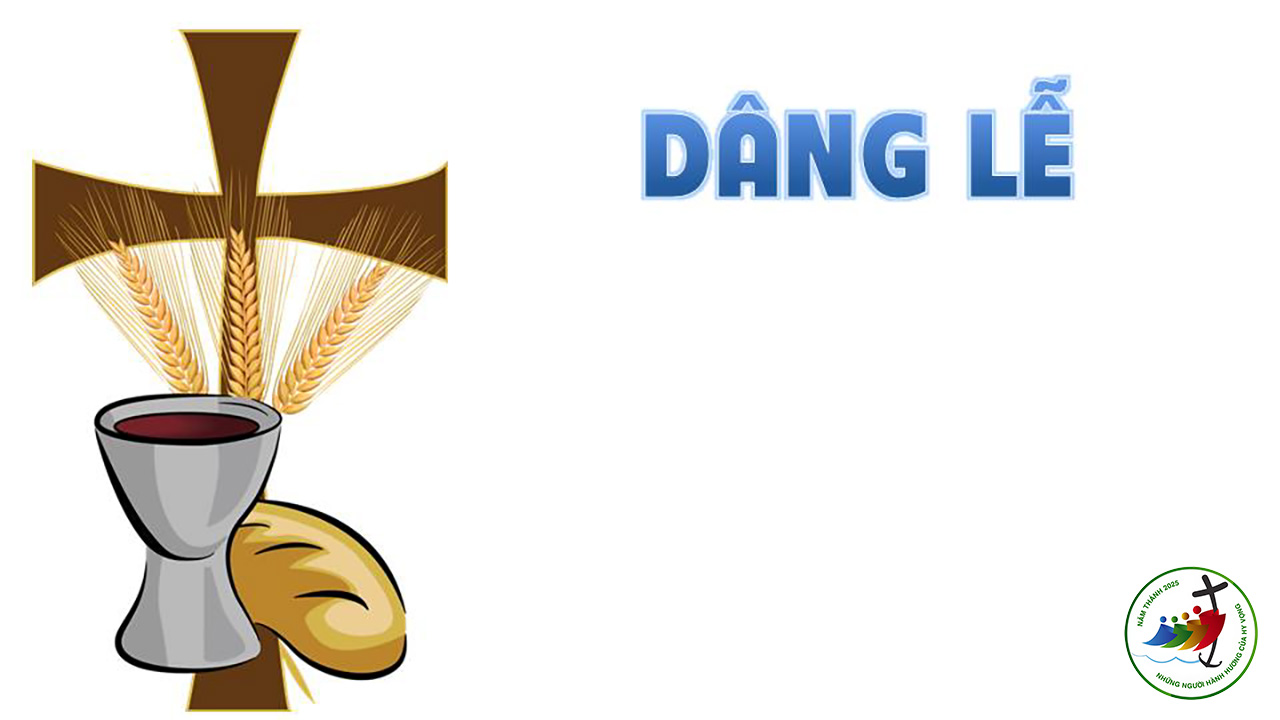 DÂNG LỄ
NĂM THÁNH 2025
NHỮNG NGƯỜI HÀNH HƯƠNG CỦA HY VỌNG